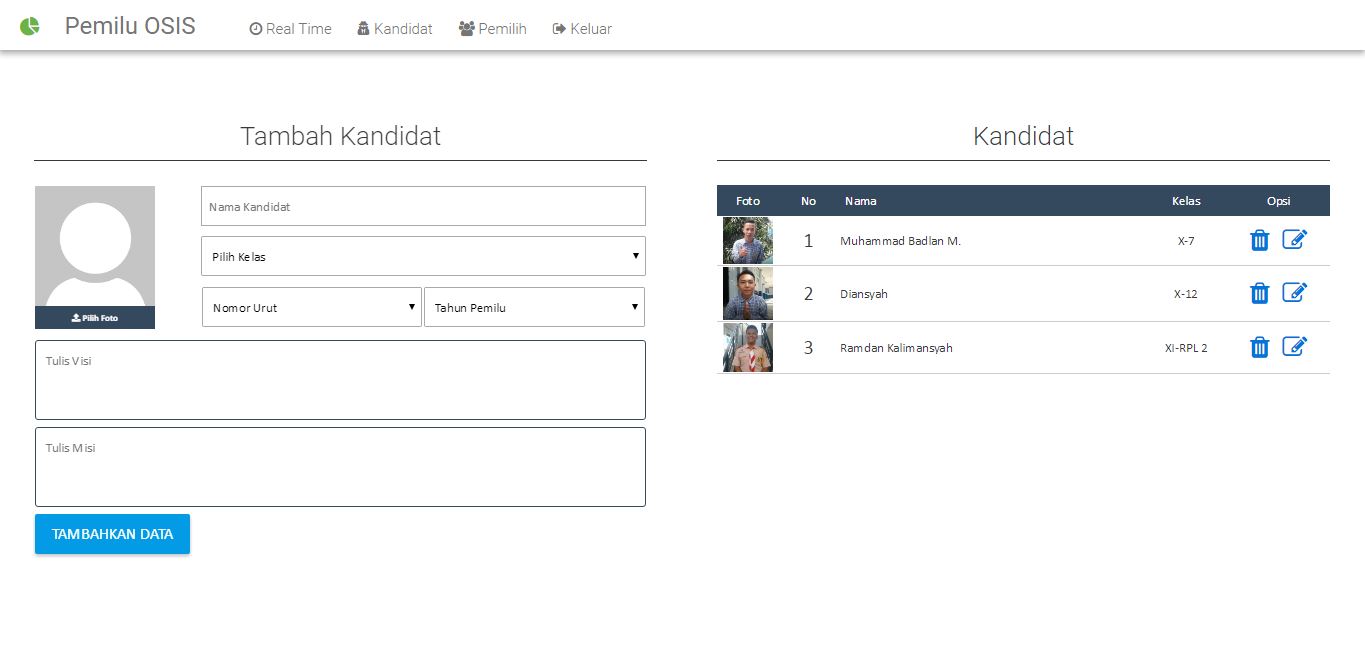 Pemilu OSIS Real Time Kandidat Pemilih Keluar
Tambah Kandidat
Nama Kandidat
Pilih Kelas
Nomor Urut Tahun Pemilu
Pilih Foto
Tulis Visi
Tulis Misi
TAMBAHKAN DATA
Kandidat
Foto No Nama Kelas Opsi
1 Muhammad Badlan M. X-7
2 Diansyah X-12
3 Ramdan Kalimansyah XI-RPL 2